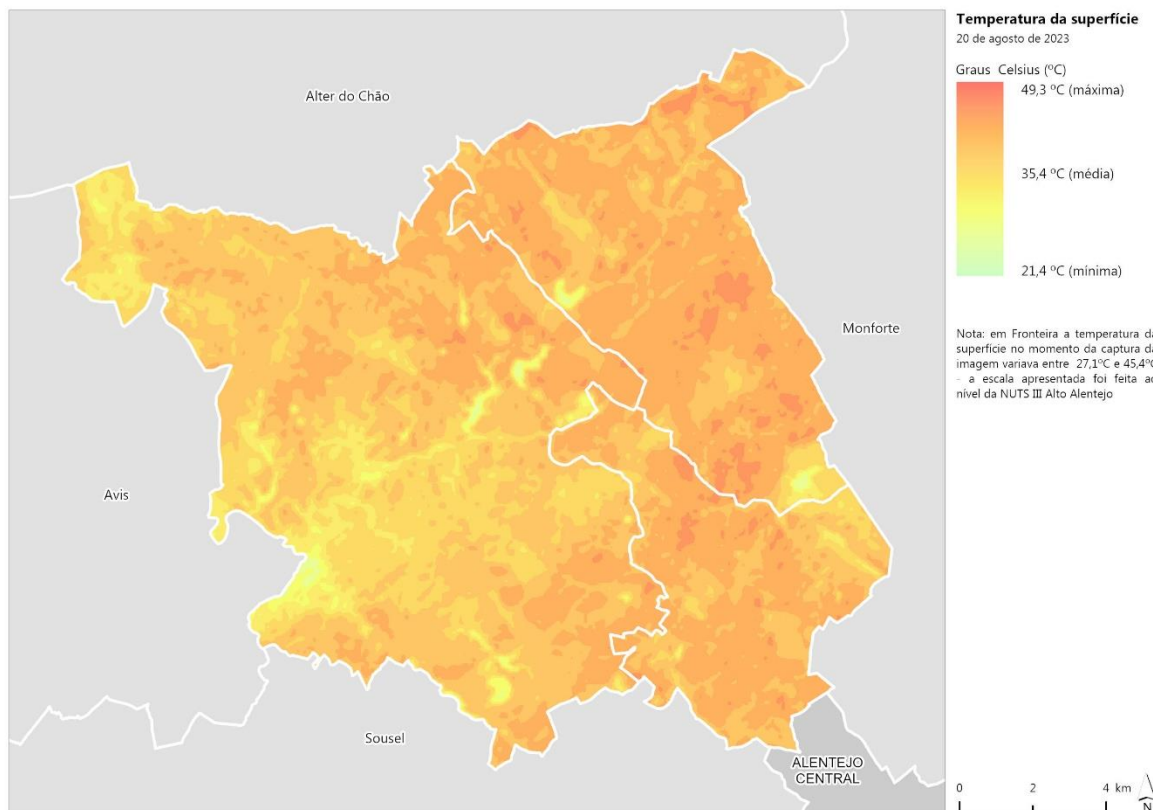 Temperatura da superfície
20 de agosto de 2023
Graus Celsius (ºC)
49,3 ºC (máxima)
35,4 ºC (média)
21,4 ºC (mínima)
Nota: em Fronteira a temperatura da
superfície no momento da captura da
imagem variava entre 27,1ºC e 45,4ºC
- a escala apresentada foi feita ao
nível da NUTS III Alto Alentejo
Alter do Chão
Monforte
Avis
Sousel
ALENTEJO
CENTRAL
0 2 4 km
N